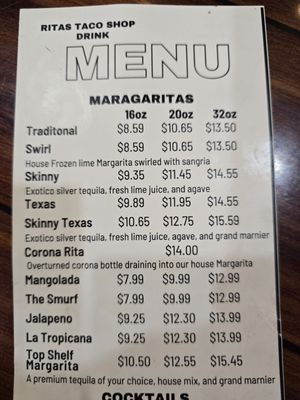 RITAS TACO SHOP
DRINK
MENU
MARAGARITAS
16oz 20oz 32oz
Traditonal $8.59 $10.65 $13.50
Swirl $8.59 $10.65 $13.50
House Frozen lime Margarita swirled with sangria
Skinny $9.35 $11.45 $14.55
Exotico silver tequila, fresh lime juice, and agave
Texas $9.89 $11.95 $14.55
Skinny Texas $10.65 $12.75 $15.59
Exotico silver tequila, fresh lime juice, agave, and grand marnier
Corona Rita $14.00
Overturned corona bottle draining into our house Margarita
Mangolada $7.99 $9.99 $12.99
The Smurf $7.99 $9.99 $12.99
Jalapeno $9.25 $12.30 $13.99
La Tropicana $9.25 $12.30 $13.99
Top Shelf
Margarita $10.50 $12.55 $15.45
A premium tequila of your choice, house mix, and grand marnier
COCKTAILS